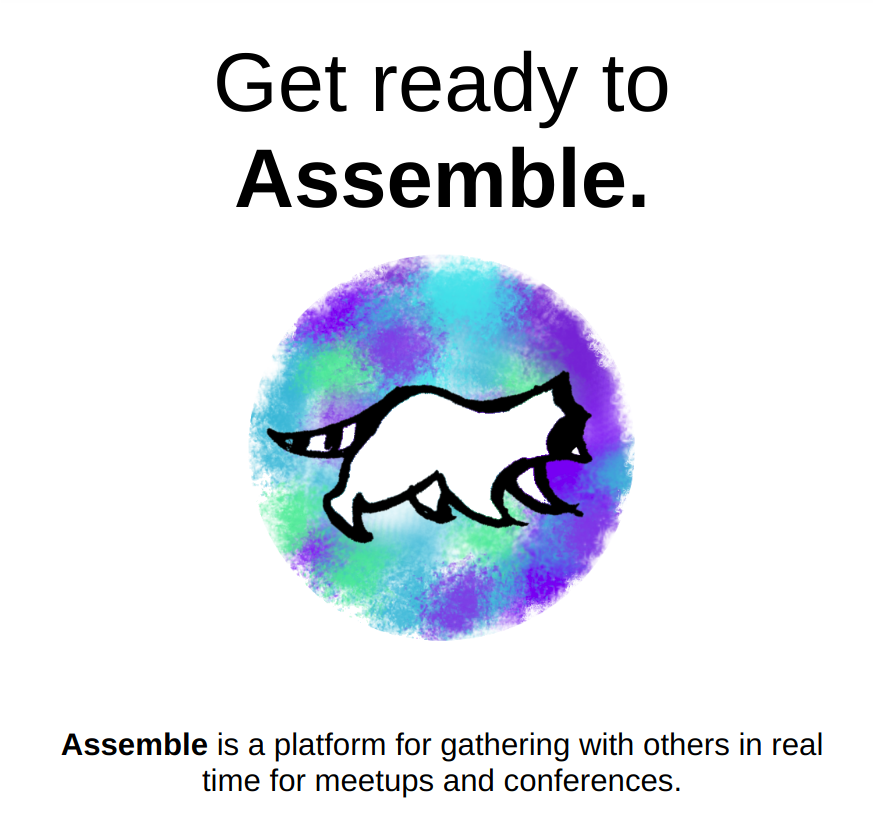 Get ready to
Assemble.
Assemble is a platform for gathering with others in real
time for meetups and conferences.